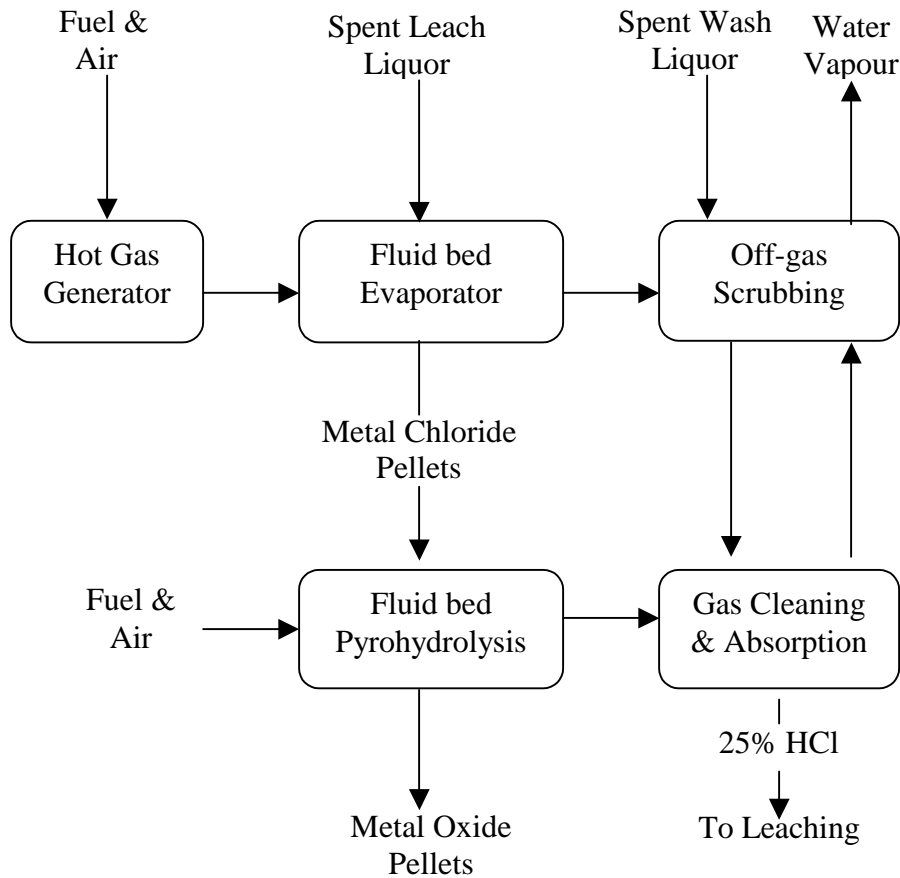 Fuel &
Air
Spent Leach
Liquor
Spent Wash
Liquor
Water
Vapour
Hot Gas
Generator
Fluid bed
Evaporator
Off-gas
Scrubbing
Metal Chloride
Pellets
Fuel &
Air
Fluid bed
Pyrohydrolysis
Gas Cleaning
& Absorption
25% HCl
Metal Oxide
Pellets
To Leaching